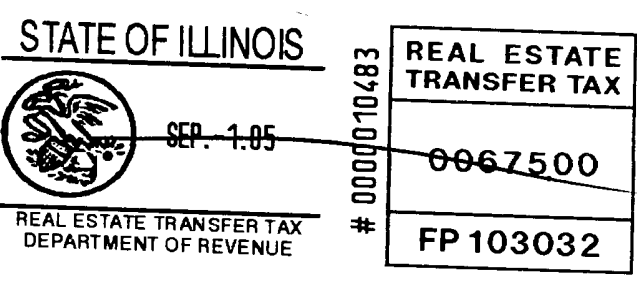 STATE OF ILLINOIS
SEP.-1.05
REAL ESTATE TRANSFER TAX
DEPARTMENT OF REVENUE
# 0000010483
REAL ESTATE
TRANSFER TAX
0067500
FP 103032